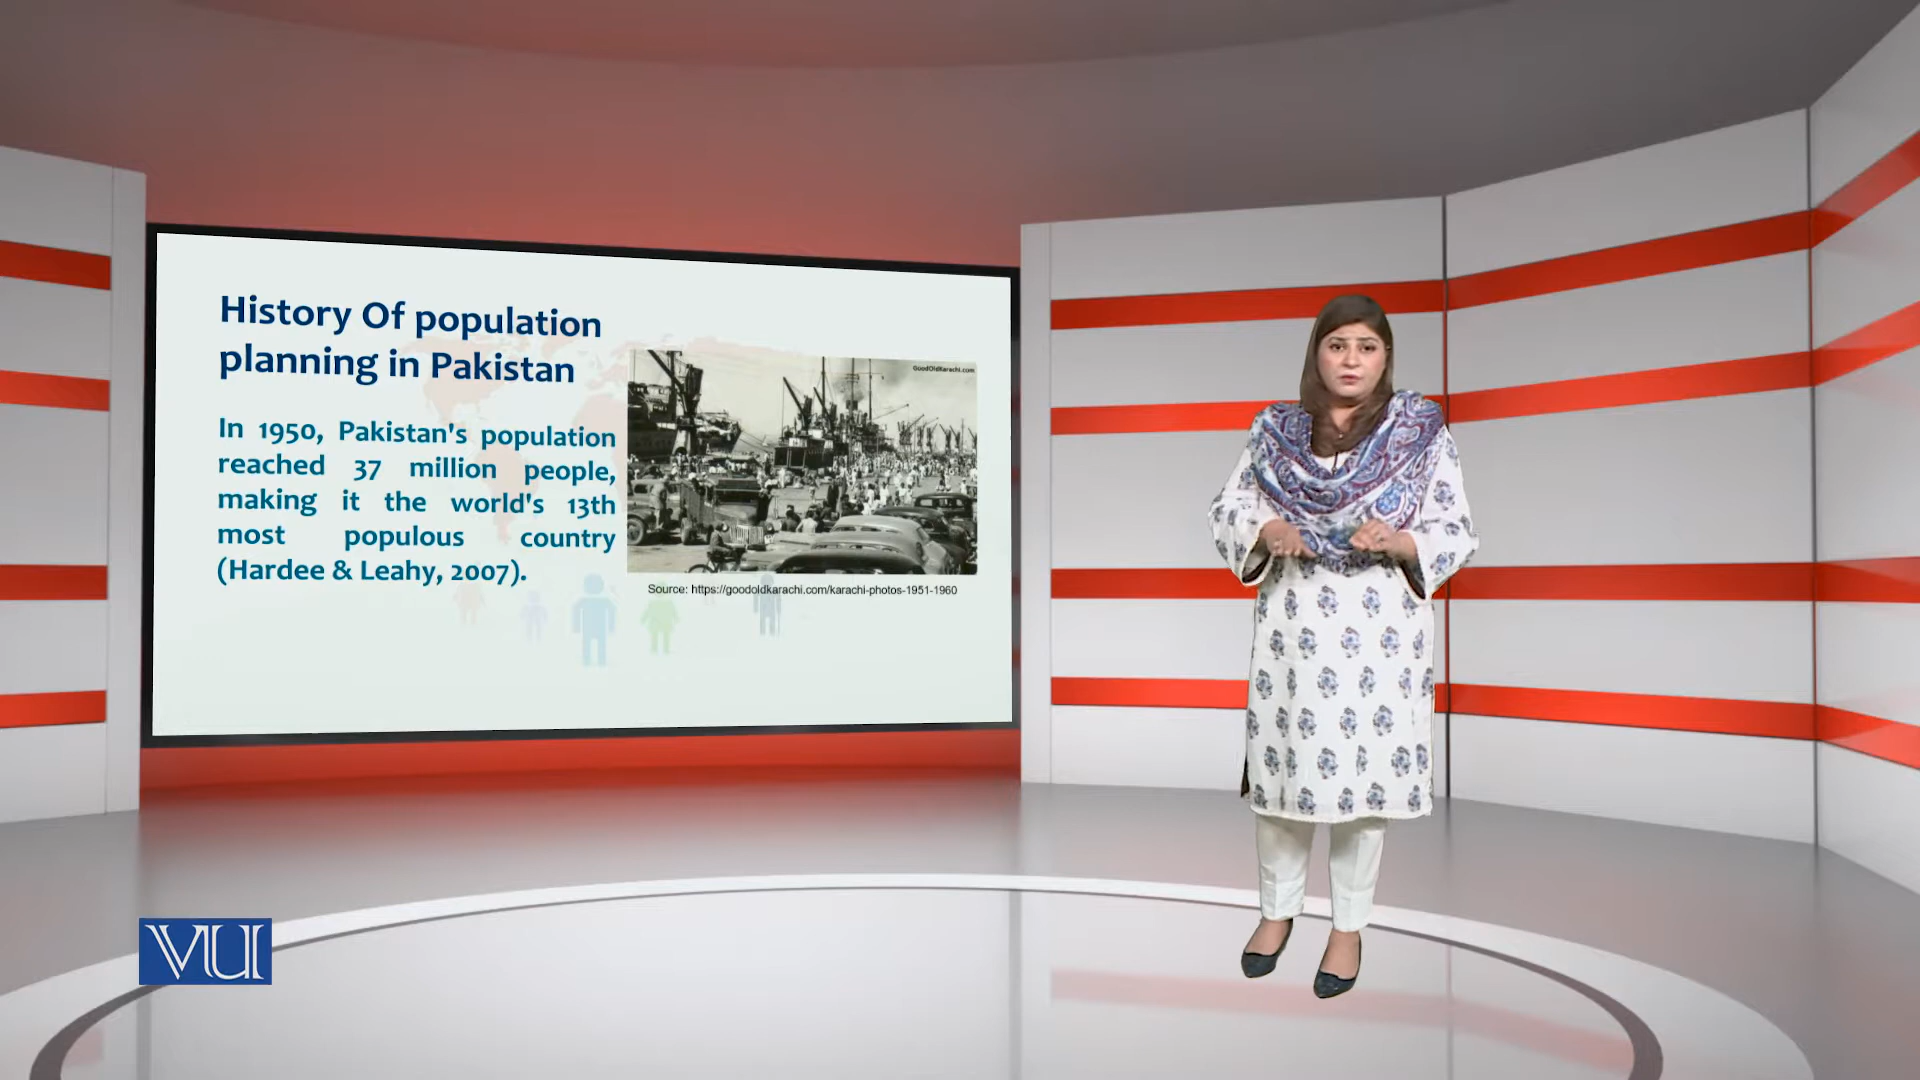 History Of population
planning in Pakistan
In 1950, Pakistan's population
reached 37 million people,
making it the world's 13th
most populous country
(Hardee & Leahy, 2007).
GoodOldKarachi.com
Source: https://goodoldkarachi.com/karachi-photos-1951-1960
VU